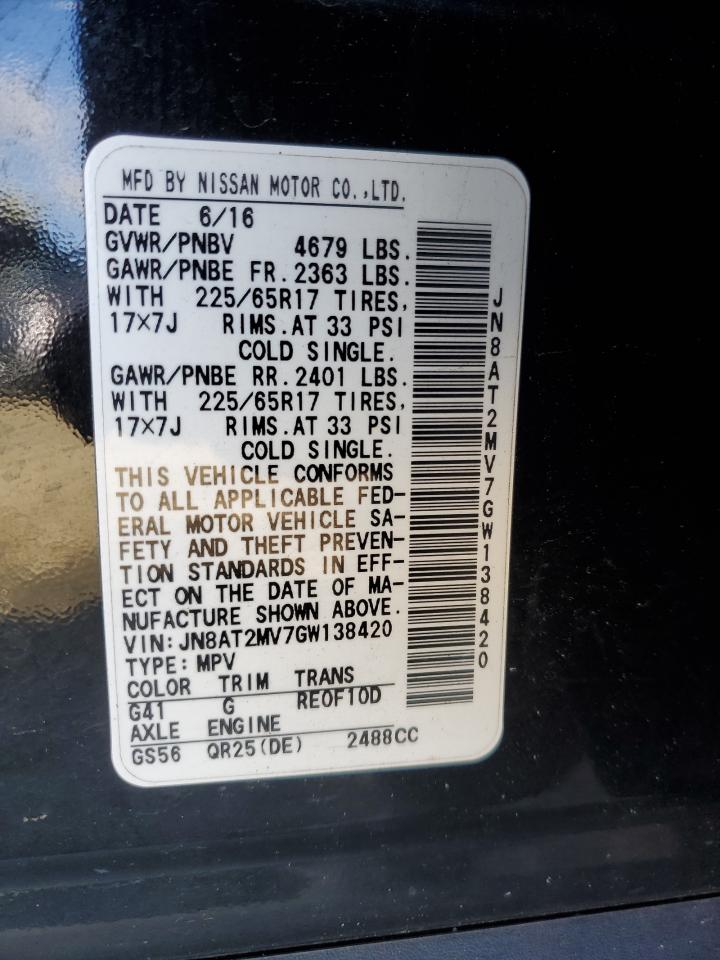 MFD BY NISSAN MOTOR CO.,LTD.
DATE 6/16
GVWR/PNBV 4679 LBS.
GAWR/PNBE FR. 2363 LBS.
WITH 225/65R17 TIRES,
17×7J RIMS. AT 33 PSI
COLD SINGLE.
GAWR/PNBE RR. 2401 LBS.
WITH 225/65R17 TIRES,
17×7J RIMS. AT 33 PSI
COLD SINGLE.
THIS VEHICLE CONFORMS
TO ALL APPLICABLE FED-
ERAL MOTOR VEHICLE SA-
FETY AND THEFT PREVEN-
TION STANDARDS IN EFF-
ECT ON THE DATE OF MA-
NUFACTURE SHOWN ABOVE.
VIN: JN8AT2MV7GW138420
TYPE: MPV
COLOR TRIM TRANS
G41 G RE0F10D
AXLE ENGINE
GS56 QR25(DE) 2488CC
JN8AT2MV7GW138420